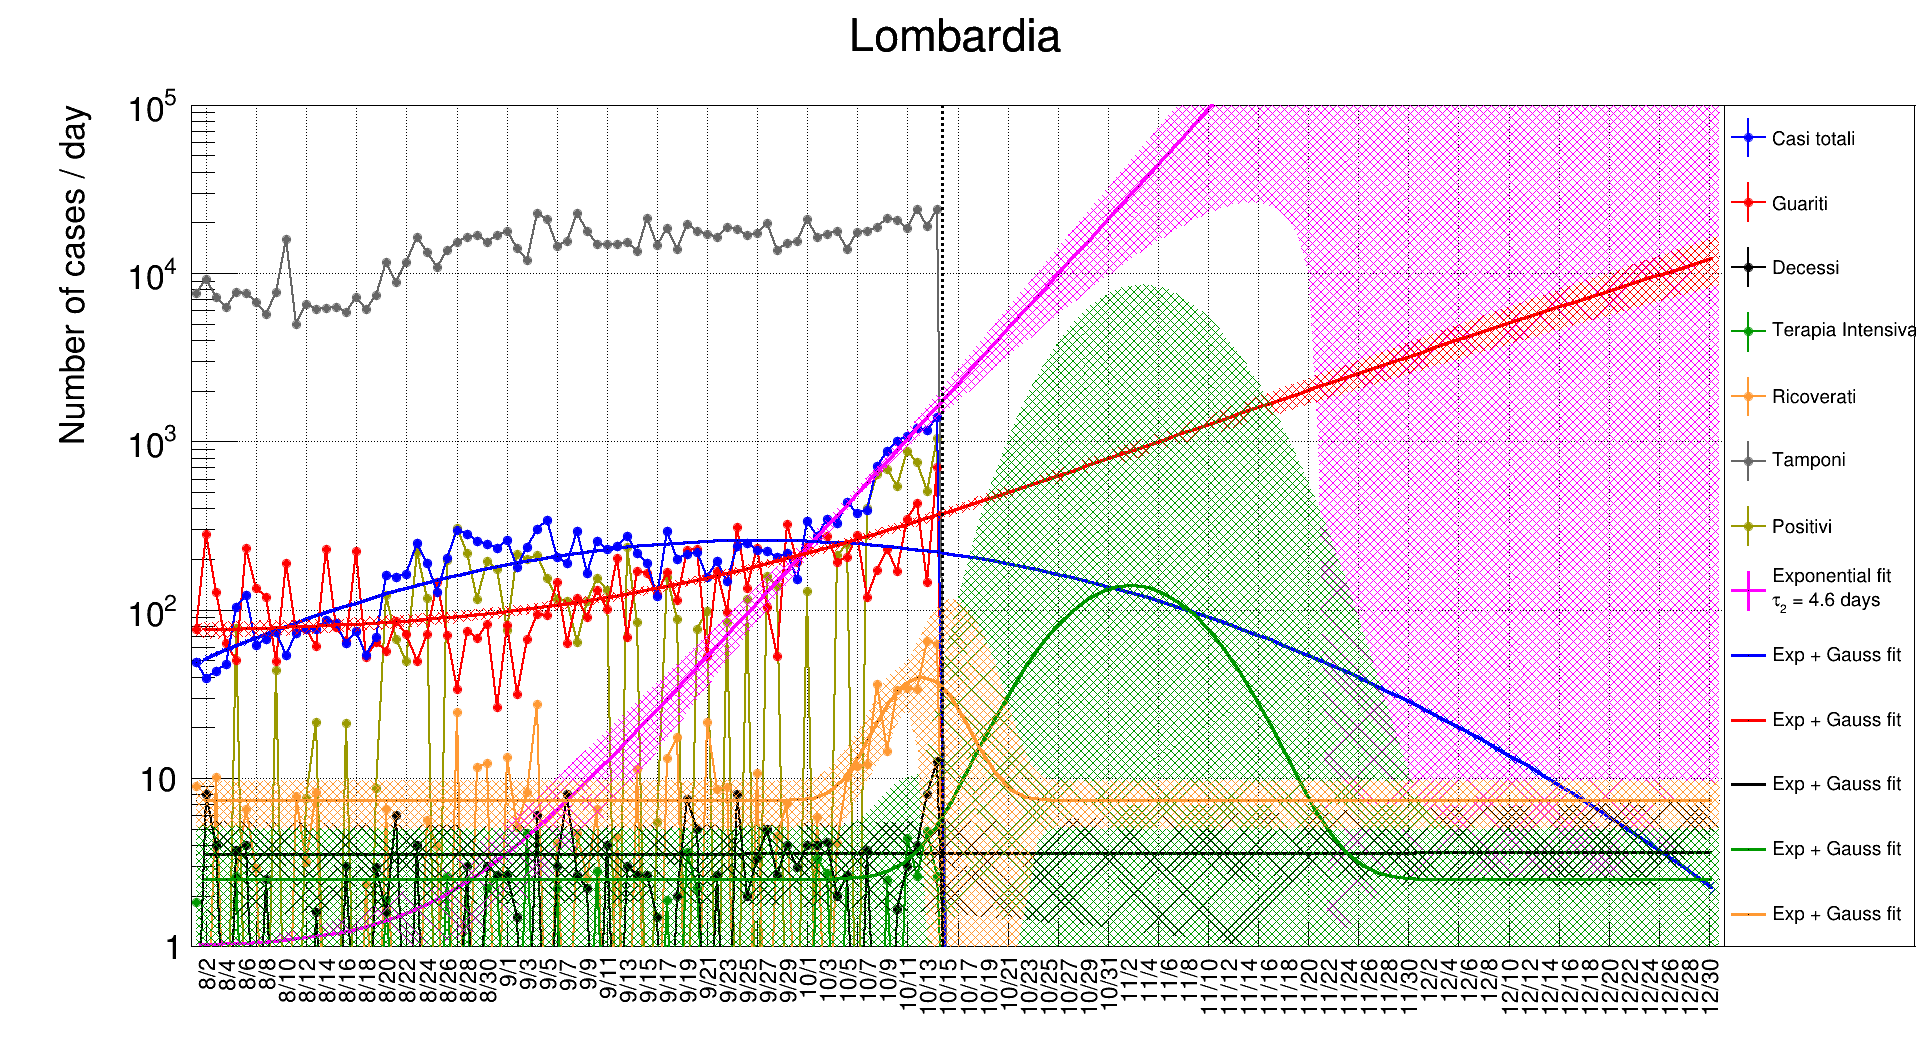 Lombardia
Number of cases / day
10^5
10^4
10^3
10^2
10
1
8/2 8/4 8/6 8/8 8/10 8/12 8/14 8/16 8/18 8/20 8/22 8/24 8/26 8/28 8/30 9/1 9/3 9/5 9/7 9/9 9/11 9/13 9/15 9/17 9/19 9/21 9/23 9/25 9/27 9/29 10/1 10/3 10/5 10/7 10/9 10/11 10/13 10/15 10/17 10/19 10/21 10/23 10/25 10/27 10/29 10/31 11/2 11/4 11/6 11/8 11/10 11/12 11/14 11/16 11/18 11/20 11/22 11/24 11/26 11/28 11/30 12/2 12/4 12/6 12/8 12/10 12/12 12/14 12/16 12/18 12/20 12/22 12/24 12/26 12/28 12/30
Casi totali
Guariti
Decessi
Terapia Intensiva
Ricoverati
Tamponi
Positivi
Exponential fit
τ₂ = 4.6 days
Exp + Gauss fit
Exp + Gauss fit
Exp + Gauss fit
Exp + Gauss fit
Exp + Gauss fit